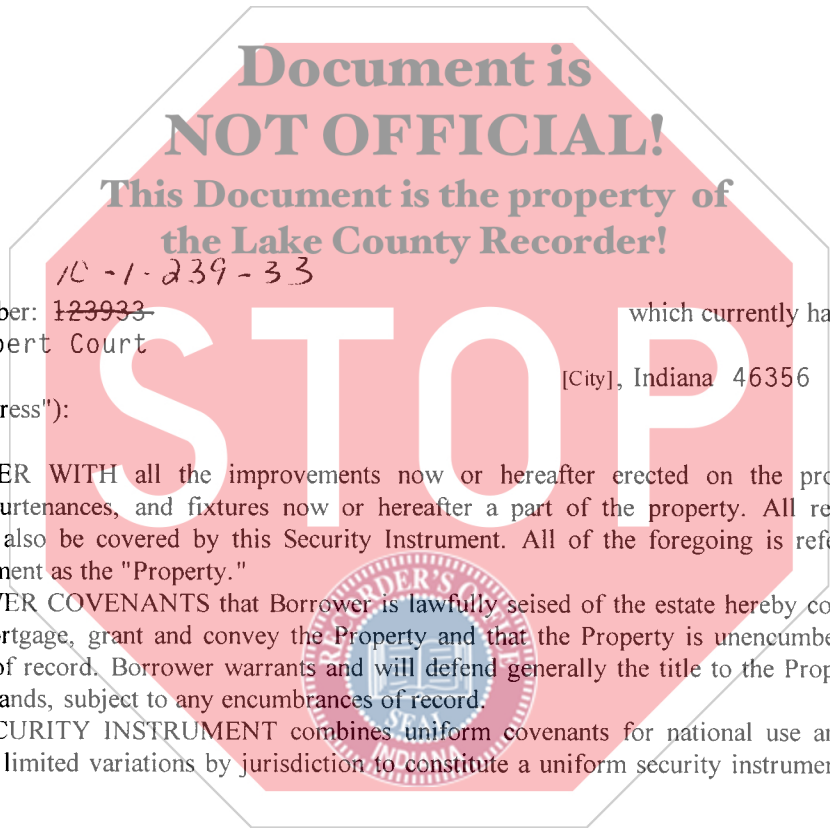 Document is
NOT OFFICIAL!
This Document is the property of
the Lake County Recorder!
10-1-239-33
ber: 123933 which currently ha
bert Court
[City], Indiana 46356
ress"):
STOP
ER WITH all the improvements now or hereafter erected on the pro
urtenances, and fixtures now or hereafter a part of the property. All re
also be covered by this Security Instrument. All of the foregoing is refe
ment as the "Property."
VER COVENANTS that Borrower is lawfully seised of the estate hereby co
rtgage, grant and convey the Property and that the Property is unencumbe
of record. Borrower warrants and will defend generally the title to the Prop
ands, subject to any encumbrances of record.
CURITY INSTRUMENT combines uniform covenants for national use an
limited variations by jurisdiction to constitute a uniform security instrumen
RECORDER'S
SEAL
INDIANA